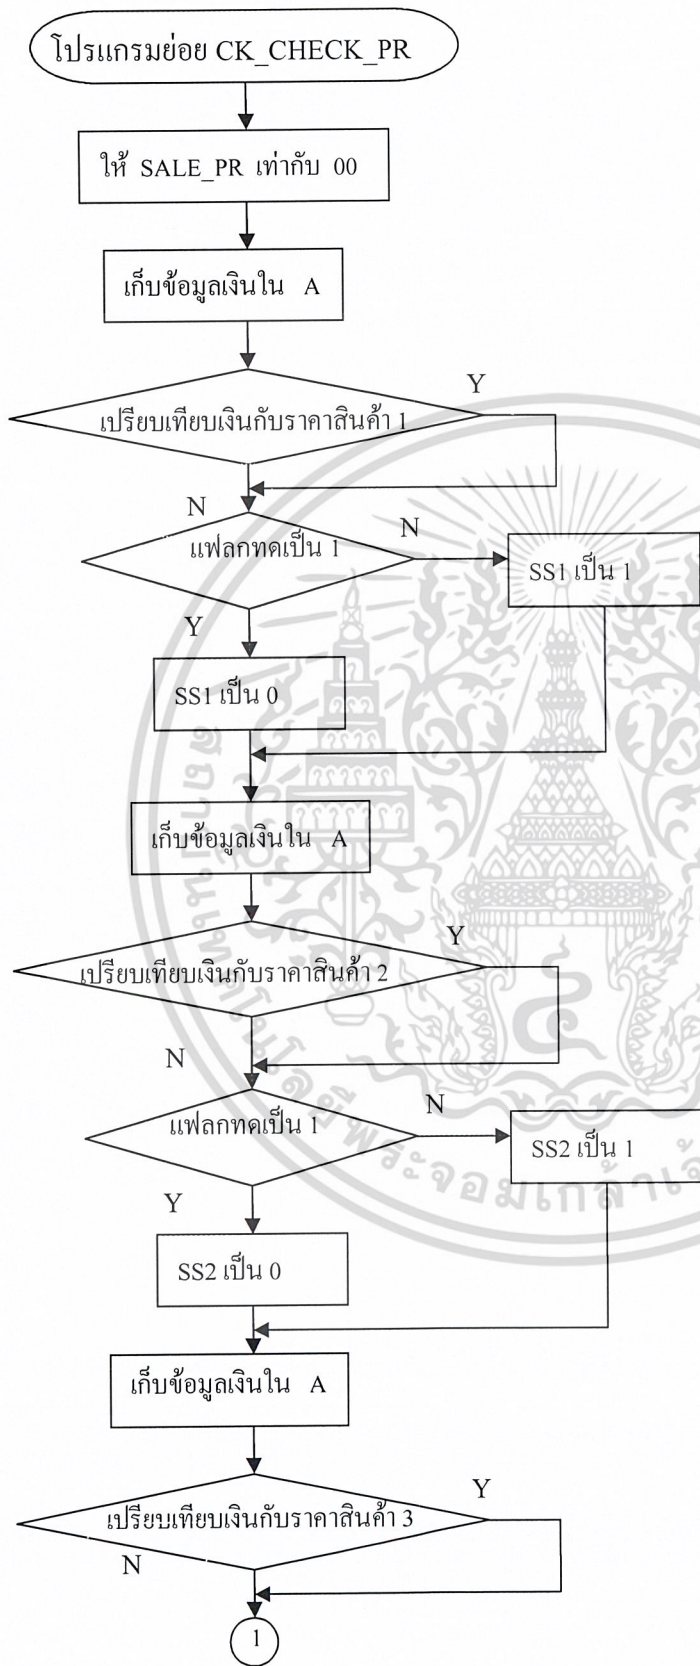 โปรแกรมย่อย CK_CHECK_PR
ให้ SALE_PR เท่ากับ 00
เก็บข้อมูลเงินใน A
Y
เปรียบเทียบเงินกับราคาสินค้า 1
N
N
แฟลกทดเป็น 1
SS1 เป็น 1
Y
SS1 เป็น 0
เก็บข้อมูลเงินใน A
Y
เปรียบเทียบเงินกับราคาสินค้า 2
N
N
แฟลกทดเป็น 1
SS2 เป็น 1
Y
SS2 เป็น 0
เก็บข้อมูลเงินใน A
Y
เปรียบเทียบเงินกับราคาสินค้า 3
N
1